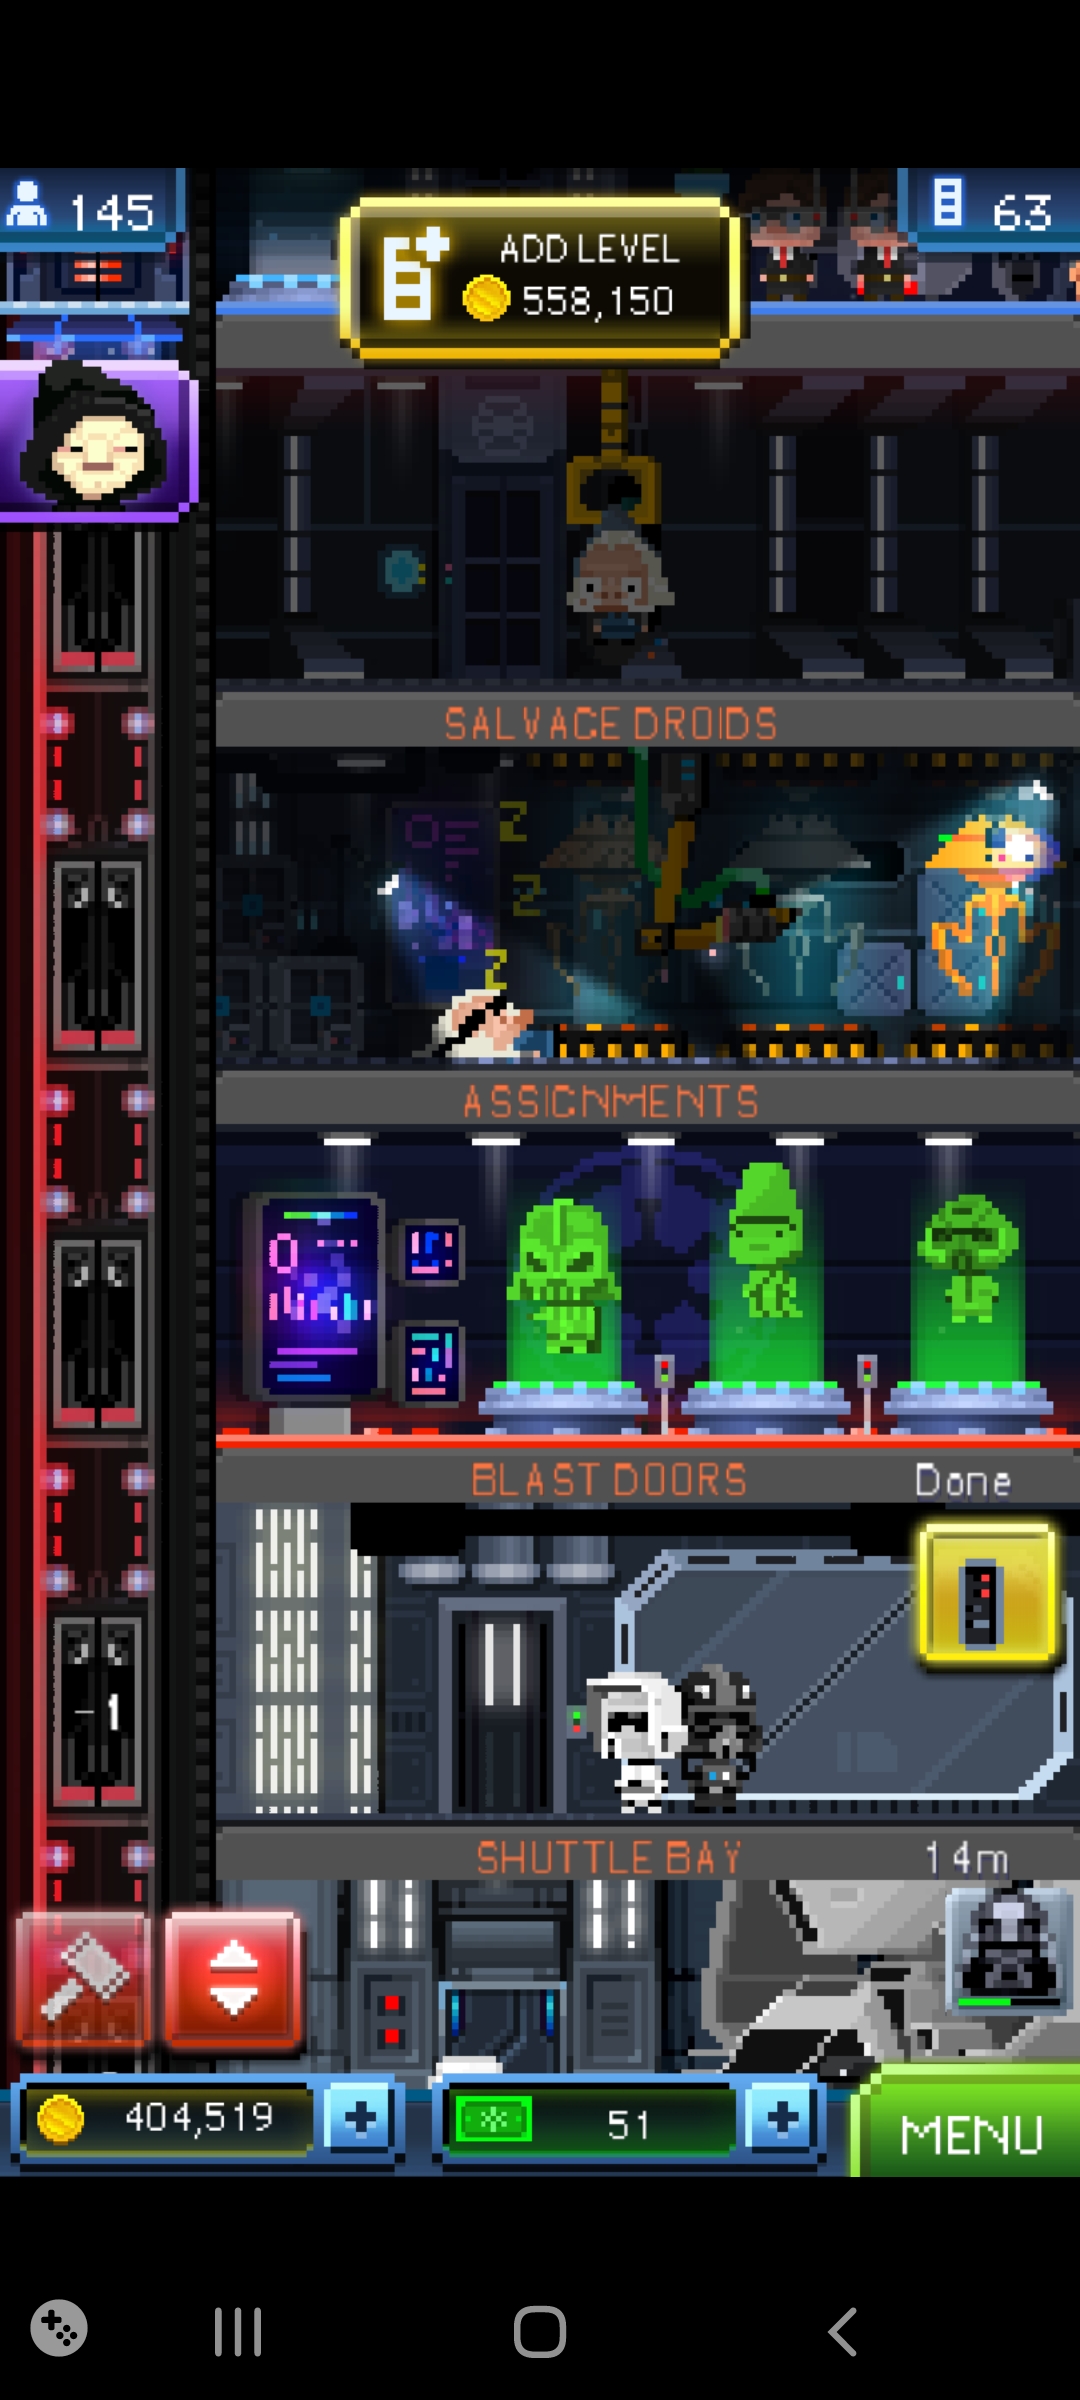 145
ADD LEVEL
558,150
63
SALVAGE DROIDS
Z
Z
Z
ASSIGNMENTS
BLAST DOORS Done
-1
SHUTTLE BAY 14m
404,519
51
MENU